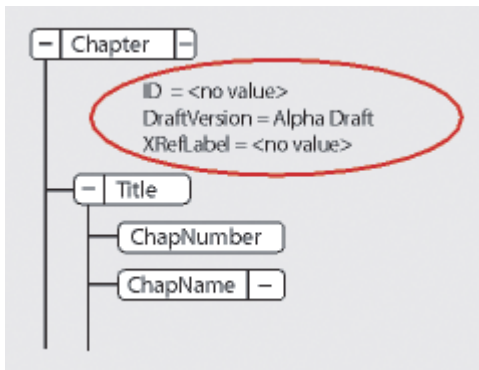 Chapter
ID = <no value>
DraftVersion = Alpha Draft
XRefLabel = <no value>
Title
ChapNumber
ChapName